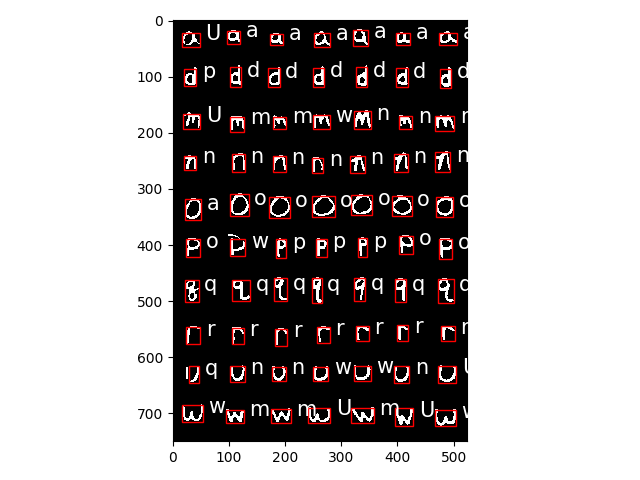 0
a U a a a a a a a a a a a a
100 d p d d d d d d d d d d d d
m U m m m m m w m n m n m n
200
n n n n n n n n n n n n n n
300
o a o o o o o o o o o o o o
400 p o p w p p p p p p p o p o
q q q q q q q q q q q q q q
500
r r r r r r r r r r r r r r
600
u q u n u n u w u w u n u U
700 w w w m w m w U w m w U w w
0 100 200 300 400 500